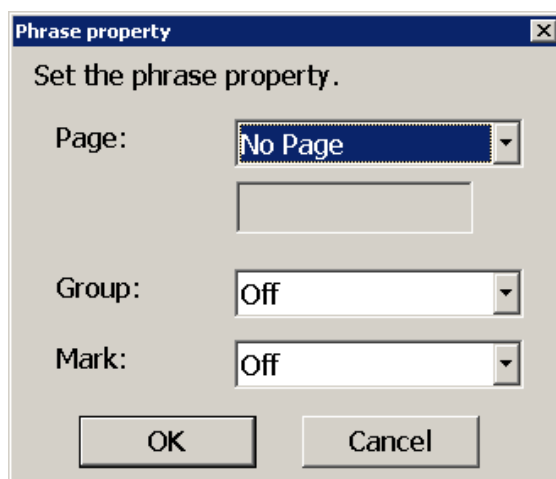 Phrase property
Set the phrase property.
Page: No Page
Group: Off
Mark: Off
OK Cancel